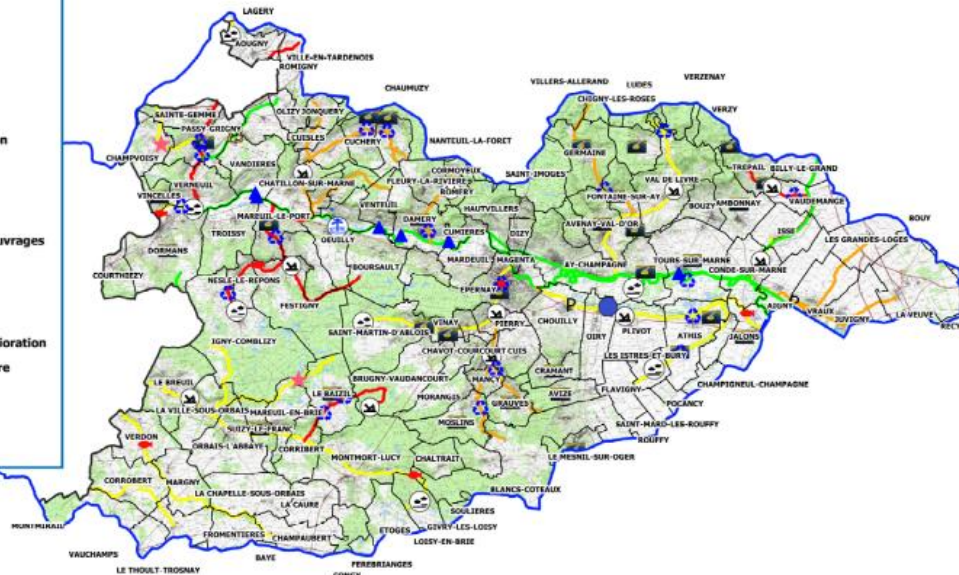 LAGERY
AOUGNY
VILLE-EN-TARDENOIS
ROMIGNY
CHAUMUZY
VILLERS-ALLERAND
LUDES
VERZENAY
CHIGNY-LES-ROSES
VERZY
SAINTE-GEMME
OLIZY
JONQUERY
PASSY-GRIGNY
CUISLES
CUCHERY
NANTEUIL-LA-FORET
n
GERMAINE
CHAMPVOISY
VANDIERES
CORMOYEUX
SAINT-IMOGES
TREPAIL
BILLY-LE-GRAND
VERNEUIL
CHATILLON-SUR-MARNE
FLEURY-LA-RIVIERE
ROMERY
VAL DE LIVRE
VINCELLES
FONTAINE-SUR-AY
BOUZY
AMBONNAY
VAUDEMANGE
MAREUIL-LE-PORT
VENTEUIL
HAUTVILLERS
DAMERY
BOUY
TROISSY
OEUILLY
CUMIERES
DIZY
AVENAY-VAL-D'OR
ISSE
uvrages
LES GRANDES-LOGES
DORMANS
MARDEUIL
MAGENTA
AY-CHAMPAGNE
TOURS-SUR-MARNE
CONDE-SUR-MARNE
COURTHIEZY
BOURSAULT
NESLE-LE-REPONS
EPERNAY
FESTIGNY
P
AIGNY
VRAUX
LA-VEUVE
JUVIGNY
RECY
SAINT-MARTIN-D'ABLOIS
VINAY
PIERRY
CHOUILLY
OIRY
PLIVOT
ATHIS
JALONS
ioration
IGNY-COMBLIZY
CHAVOT-COURCOURT
CUIS
LES ISTRES-ET-BURY
re
CRAMANT
LE BREUIL
BRUGNY-VAUDANCOURT
MANCY
CHAMPIGNEUL-CHAMPAGNE
FLAVIGNY
LE BAIZIL
MORANGIS
AVIZE
GRAUVES
POCANCY
LA VILLE-SOUS-ORBAIS
MAREUIL-EN-BRIE
MOSLINS
SAINT-MARD-LES-ROUFFY
SUIZY-LE-FRANC
ROUFFY
VERDON
ORBAIS-L'ABBAYE
CORRIBERT
MONTMORT-LUCY
CHALTRAIT
LE MESNIL-SUR-OGER
CORROBERT
MARGNY
LA CHAPELLE-SOUS-ORBAIS
BLANCS-COTEAUX
LA CAURE
SOULIERES
MONTMIRAIL
ETOGES
GIVRY-LES-LOISY
FROMENTIERES
CHAMPAUBERT
LOISY-EN-BRIE
VAUCHAMPS
BAYE
FEREBRIANGES
LE THOULT-TROSNAY
CONGY